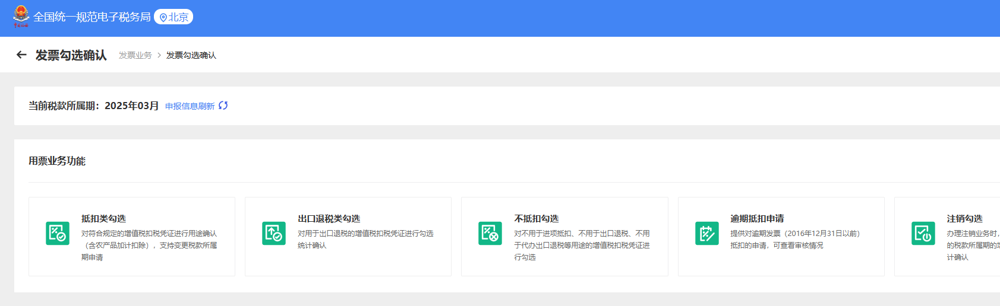 全国统一规范电子税务局 北京
发票勾选确认 发票业务 > 发票勾选确认
当前税款所属期：2025年03月 申报信息刷新
用票业务功能
抵扣类勾选
对符合规定的增值税扣税凭证进行用途确认
（含农产品加计扣除），支持变更税款所属
期申请
出口退税类勾选
对用于出口退税的增值税扣税凭证进行勾选
统计确认
不抵扣勾选
对不用于进项抵扣、不用于出口退税、不用
于代办出口退税等用途的增值税扣税凭证进
行勾选
逾期抵扣申请
提供对逾期发票（2016年12月31日以前）
抵扣的申请，可查看审核情况
注销勾选
办理注销业务时，
的税款所属期的
计确认